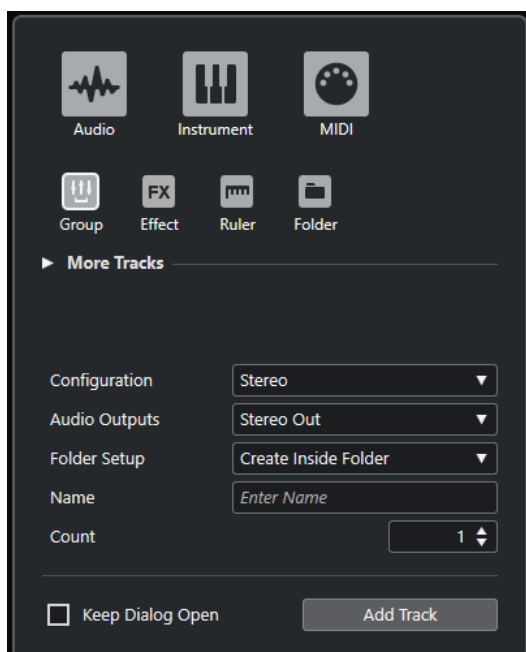 Audio Instrument MIDI
FX
Group Effect Ruler Folder
More Tracks
Configuration Stereo
Audio Outputs Stereo Out
Folder Setup Create Inside Folder
Name Enter Name
Count 1
Keep Dialog Open Add Track